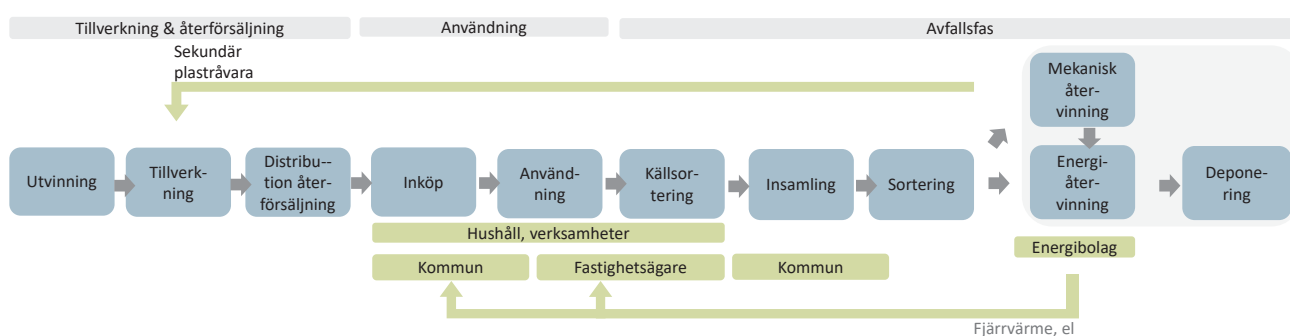 Tillverkning & återförsäljning
Användning
Avfallsfas
Sekundär
plastråvara
Mekanisk
åter-
vinning
Utvinning
Tillverk-
ning
Distribu--
tion åter-
försäljning
Inköp
Använd-
ning
Källsor-
tering
Insamling
Sortering
Energi-
åter-
vinning
Depone-
ring
Hushåll, verksamheter
Energibolag
Kommun
Fastighetsägare
Kommun
Fjärrvärme, el